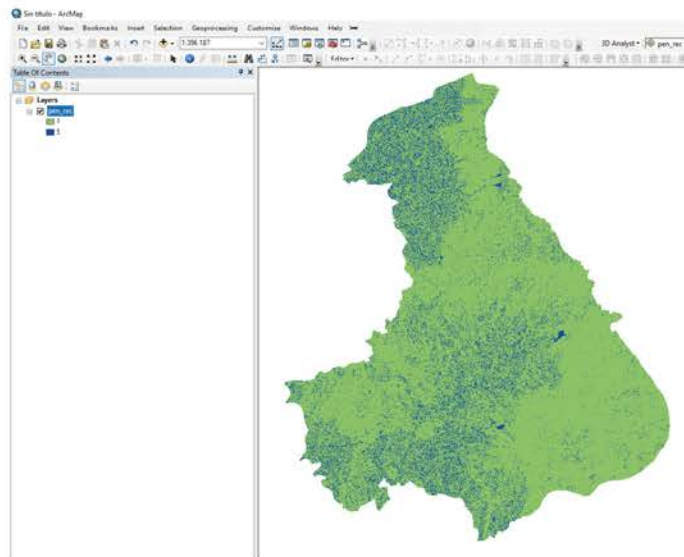 Sin título - ArcMap
File Edit View Bookmarks Insert Selection Geoprocessing Customize Windows Help
1:396.187
3D Analyst
pen_rec
Editor
Table Of Contents
Layers
pen_rec
1
5